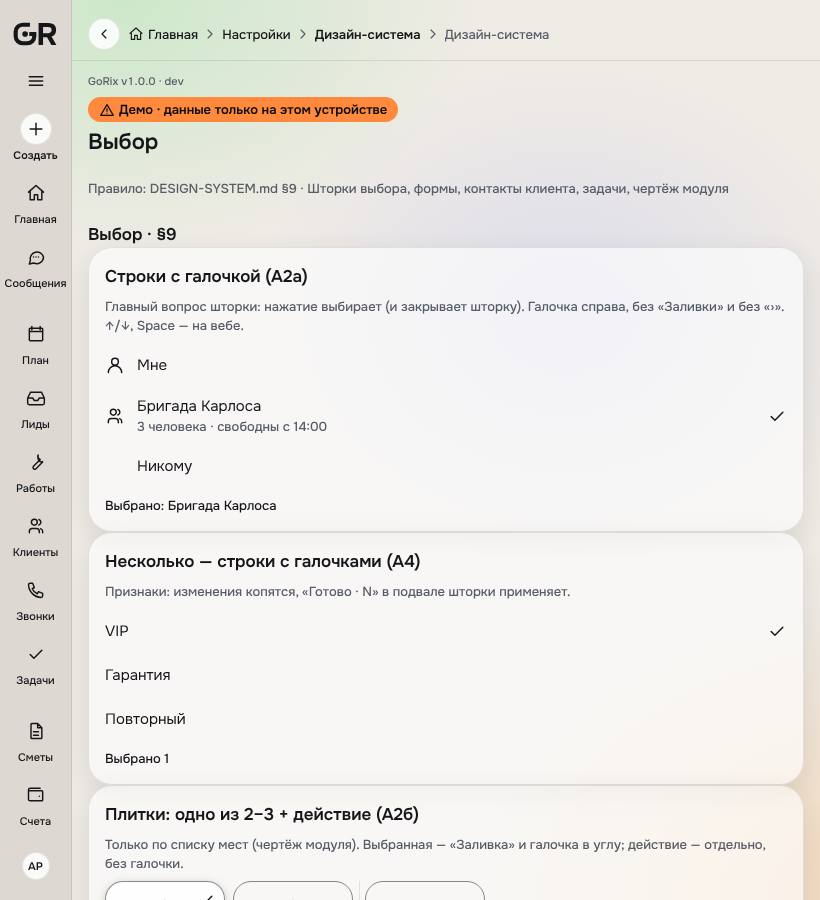 GR
Создать
Главная
Сообщения
План
Лиды
Работы
Клиенты
Звонки
Задачи
Сметы
Счета
AP
Главная
Настройки
Дизайн-система
Дизайн-система
GoRix v1.0.0 · dev
Демо · данные только на этом устройстве
Выбор
Правило: DESIGN-SYSTEM.md §9 · Шторки выбора, формы, контакты клиента, задачи, чертёж модуля
Выбор · §9
Строки с галочкой (А2а)
Главный вопрос шторки: нажатие выбирает (и закрывает шторку). Галочка справа, без «Заливки» и без «›».
↑/↓, Space — на вебе.
Мне
Бригада Карлоса
3 человека · свободны с 14:00
Никому
Выбрано: Бригада Карлоса
Несколько — строки с галочками (А4)
Признаки: изменения копятся, «Готово · N» в подвале шторки применяет.
VIP
Гарантия
Повторный
Выбрано 1
Плитки: одно из 2–3 + действие (А2б)
Только по списку мест (чертёж модуля). Выбранная — «Заливка» и галочка в углу; действие — отдельно,
без галочки.